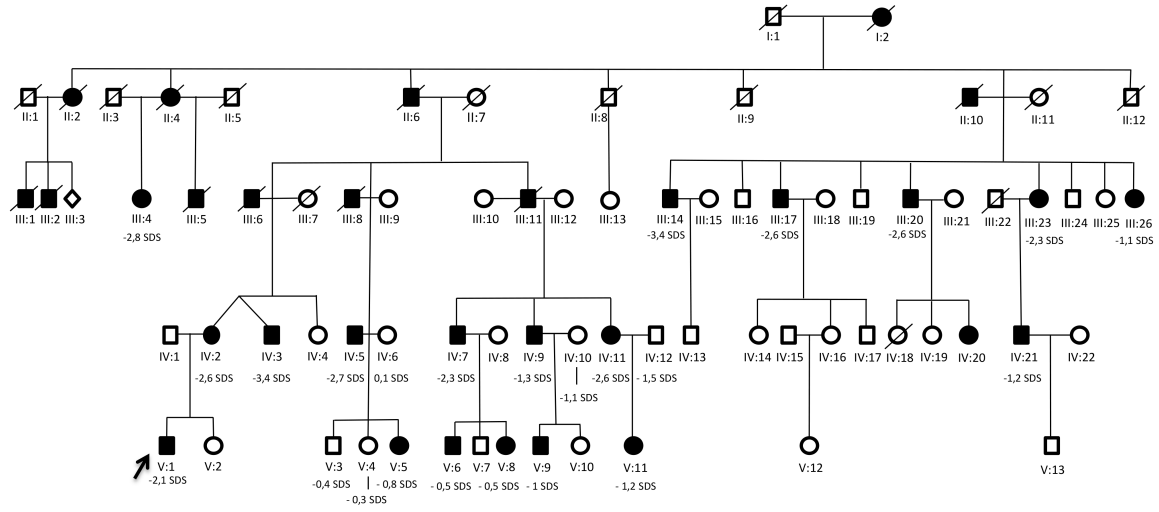 I:1 I:2
II:1 II:2 II:3 II:4 II:5 II:6 II:7 II:8 II:9 II:10 II:11 II:12
III:1 III:2 III:3 III:4 III:5 III:6 III:7 III:8 III:9 III:10 III:11 III:12 III:13 III:14 III:15 III:16 III:17 III:18 III:19 III:20 III:21 III:22 III:23 III:24 III:25 III:26
-2,8 SDS -3,4 SDS -2,6 SDS -2,6 SDS -2,3 SDS -1,1 SDS
IV:1 IV:2 IV:3 IV:4 IV:5 IV:6 IV:7 IV:8 IV:9 IV:10 IV:11 IV:12 IV:13 IV:14 IV:15 IV:16 IV:17 IV:18 IV:19 IV:20 IV:21 IV:22
-2,6 SDS -3,4 SDS -2,7 SDS 0,1 SDS -2,3 SDS -1,3 SDS -2,6 SDS - 1,5 SDS -1,2 SDS
-1,1 SDS
V:1 V:2 V:3 V:4 V:5 V:6 V:7 V:8 V:9 V:10 V:11 V:12 V:13
-2,1 SDS -0,4 SDS - 0,8 SDS - 0,5 SDS - 0,5 SDS - 1 SDS - 1,2 SDS
- 0,3 SDS